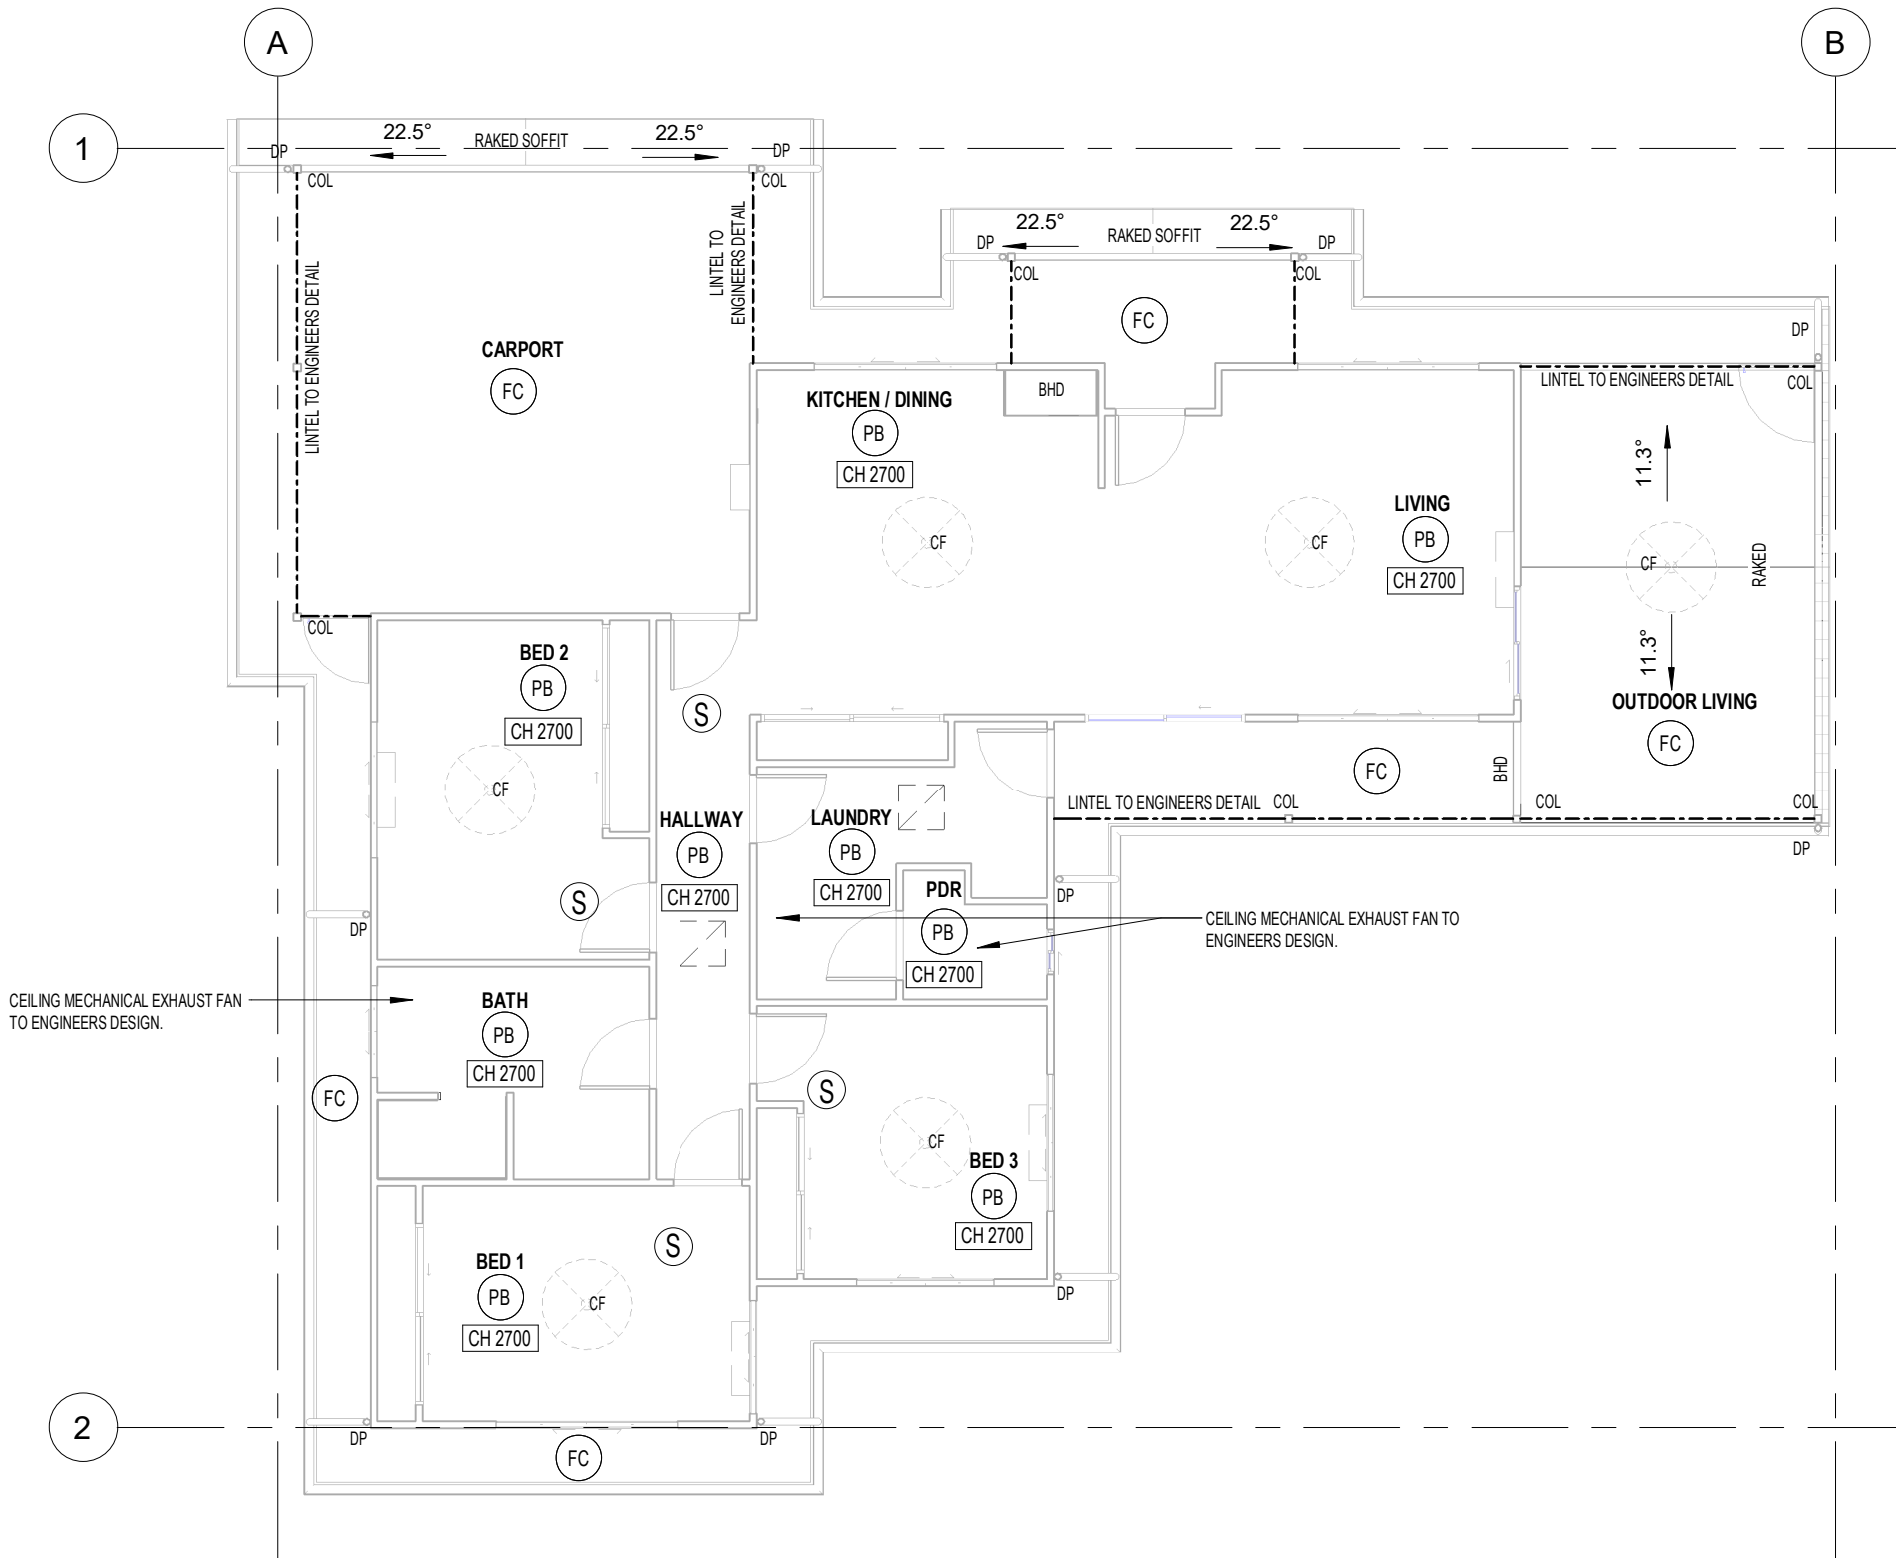 A
B
1
22.5°
RAKED SOFFIT
22.5°
DP
DP
COL
COL
22.5°
RAKED SOFFIT
22.5°
DP
DP
COL
COL
LINTEL TO
ENGINEERS DETAIL
LINTEL TO ENGINEERS DETAIL
FC
DP
CARPORT
FC
KITCHEN / DINING
PB
CH 2700
BHD
LINTEL TO ENGINEERS DETAIL
COL
11.3°
LIVING
PB
CH 2700
CF
CF
CF
RAKED
COL
BED 2
PB
CH 2700
CF
S
11.3°
OUTDOOR LIVING
FC
FC
BHD
LINTEL TO ENGINEERS DETAIL
COL
COL
COL
DP
HALLWAY
PB
CH 2700
LAUNDRY
PB
CH 2700
S
PDR
PB
CH 2700
DP
DP
CEILING MECHANICAL EXHAUST FAN TO
ENGINEERS DESIGN.
CEILING MECHANICAL EXHAUST FAN
TO ENGINEERS DESIGN.
BATH
PB
CH 2700
FC
S
CF
BED 3
PB
CH 2700
S
BED 1
PB
CH 2700
CF
DP
2
DP
DP
FC